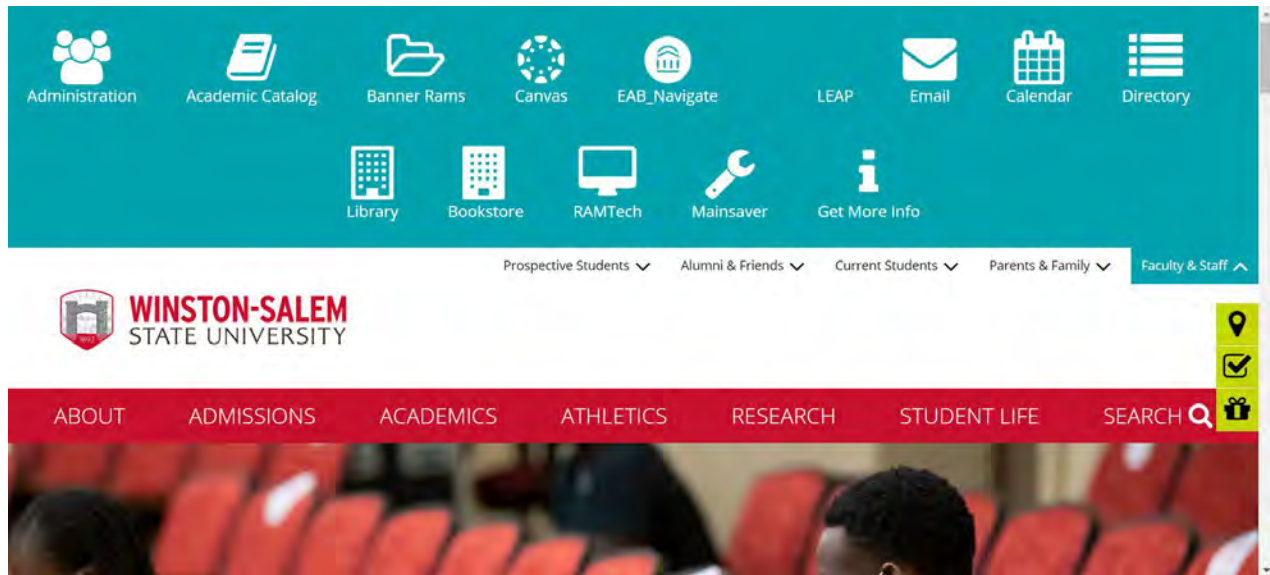 Administration Academic Catalog Banner Rams Canvas EAB_Navigate LEAP Email Calendar Directory
Library Bookstore RAMTech Mainsaver Get More Info
Prospective Students Alumni & Friends Current Students Parents & Family Faculty & Staff
WINSTON-SALEM
STATE UNIVERSITY
ABOUT ADMISSIONS ACADEMICS ATHLETICS RESEARCH STUDENT LIFE SEARCH